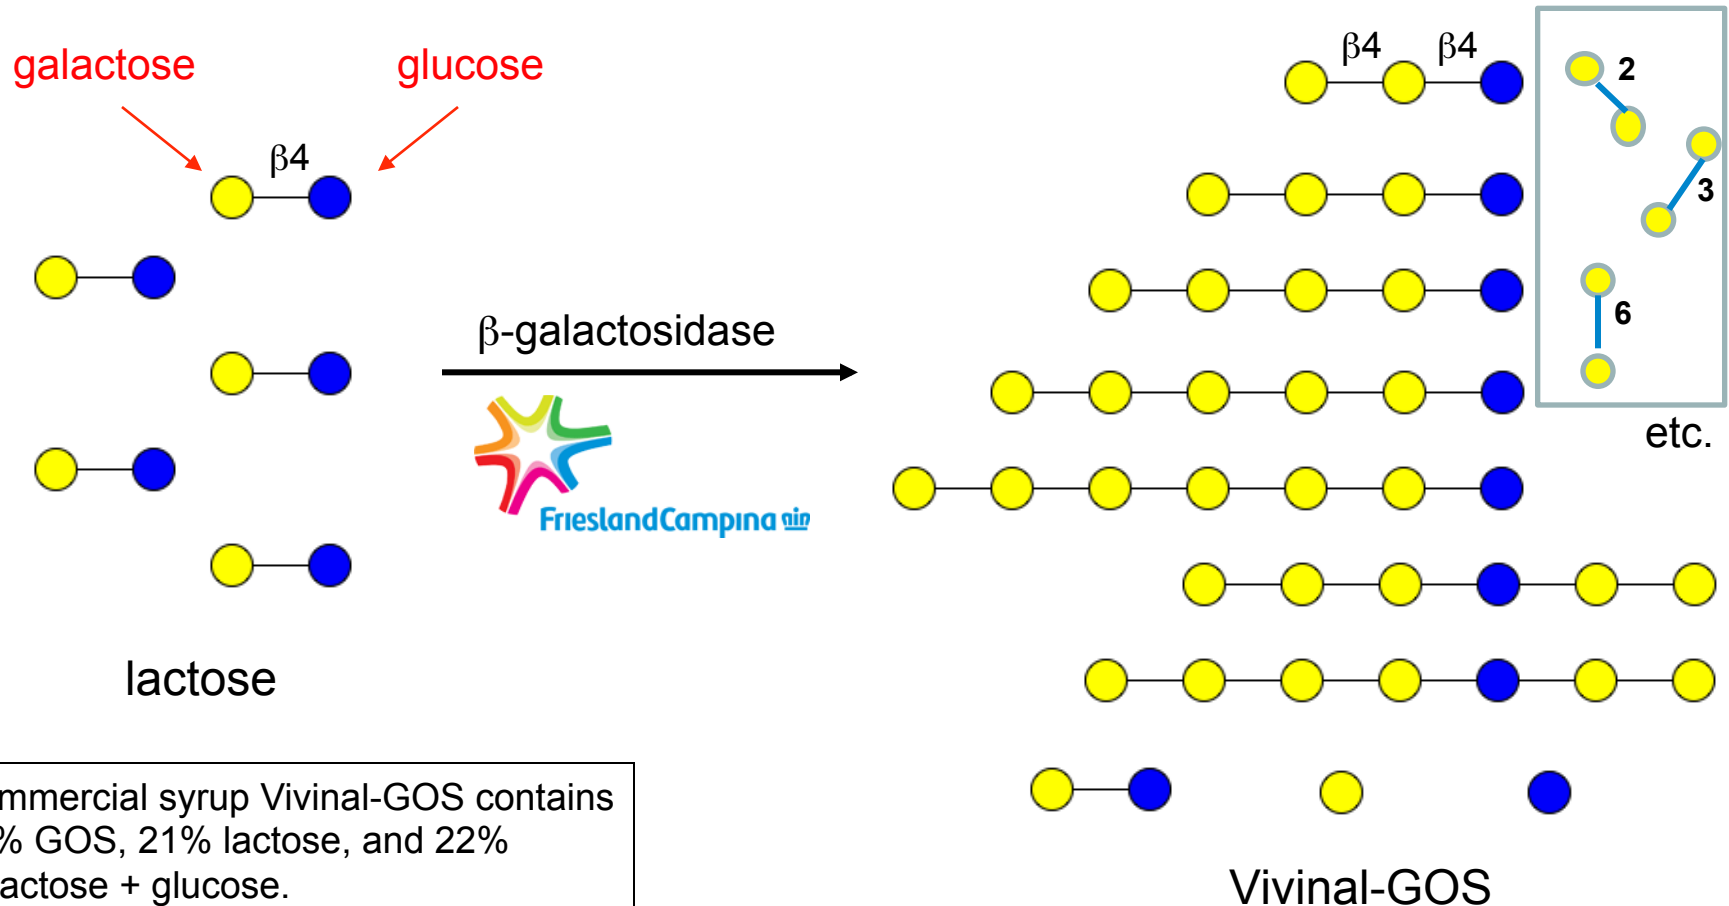 galactose
glucose
β4
β-galactosidase
FrieslandCampina
lactose
mmercial syrup Vivinal-GOS contains
% GOS, 21% lactose, and 22%
actose + glucose.
β4 β4
2
3
6
etc.
Vivinal-GOS